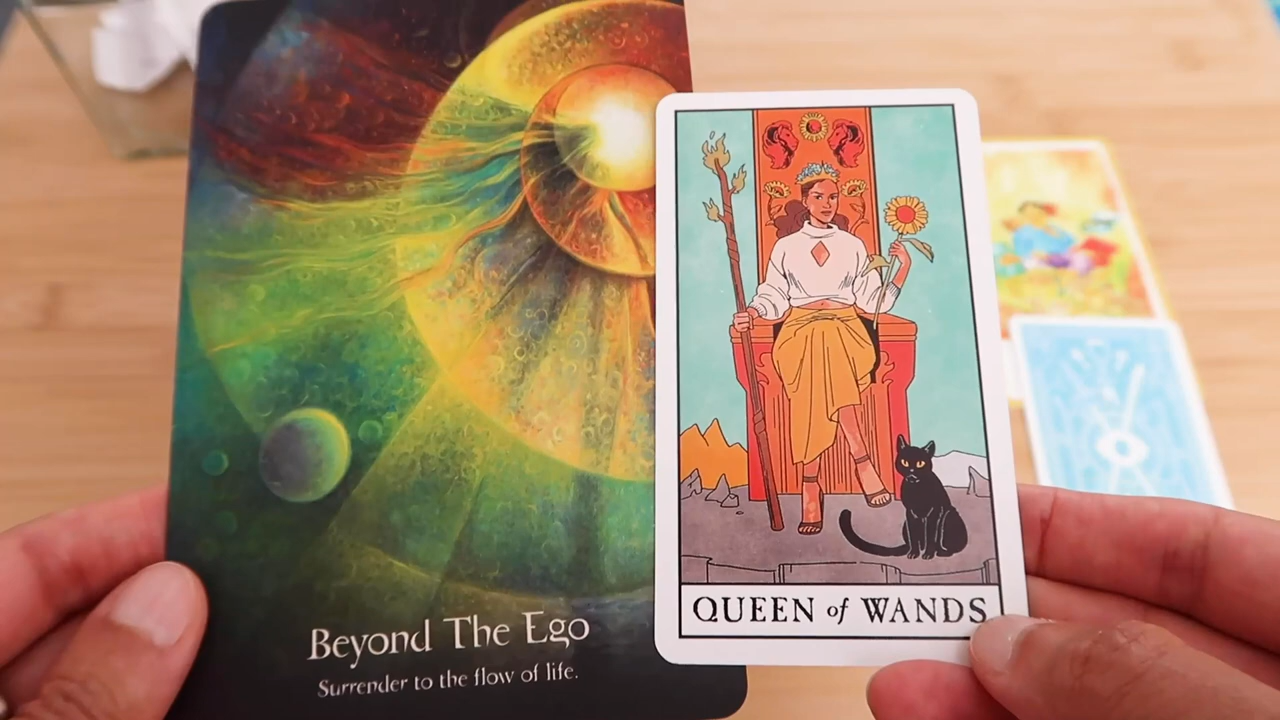 Beyond The Ego
Surrender to the flow of life.
QUEEN of WANDS